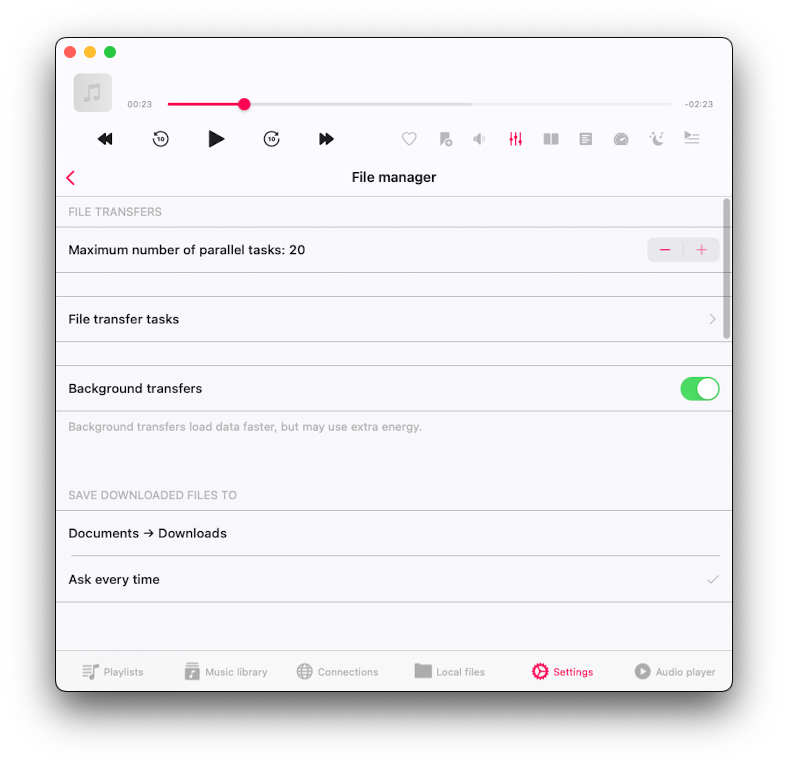 00:23
-02:23
10
10
File manager
FILE TRANSFERS
Maximum number of parallel tasks: 20
File transfer tasks
Background transfers
Background transfers load data faster, but may use extra energy.
SAVE DOWNLOADED FILES TO
Documents → Downloads
Ask every time
Playlists
Music library
Connections
Local files
Settings
Audio player